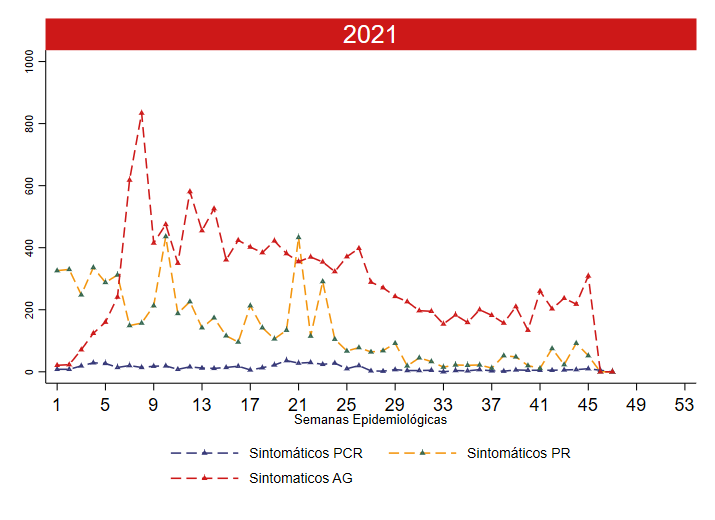 2021
1000
800
600
400
200
0
1 5 9 13 17 21 25 29 33 37 41 45 49 53
Semanas Epidemiológicas
Sintomáticos PCR Sintomáticos PR
Sintomaticos AG